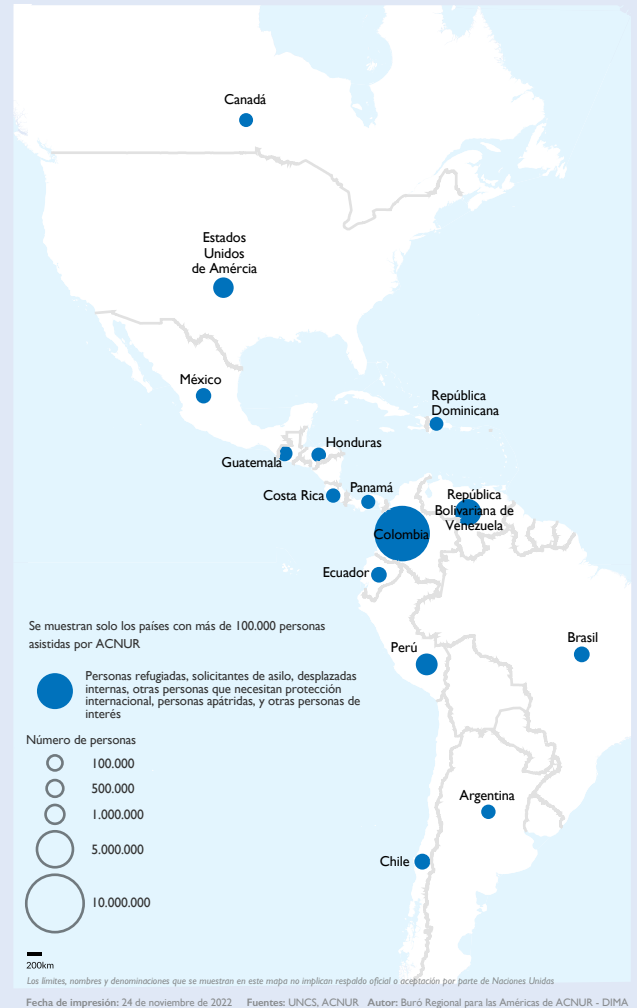 Canadá
Estados
Unidos
de Amércia
México
República
Dominicana
Honduras
Guatemala
Costa Rica
Panamá
República
Bolivariana de
Venezuela
Colombia
Ecuador
Perú
Brasil
Argentina
Chile
Se muestran solo los países con más de 100.000 personas
asistidas por ACNUR
Personas refugiadas, solicitantes de asilo, desplazadas
internas, otras personas que necesitan protección
internacional, personas apátridas, y otras personas de
interés
Número de personas
100.000
500.000
1.000.000
5.000.000
10.000.000
200km
Los límites, nombres y denominaciones que se muestran en este mapa no implican respaldo oficial o aceptación por parte de Naciones Unidas
Fecha de impresión: 24 de noviembre de 2022 Fuentes: UNCS, ACNUR Autor: Buró Regional para las Américas de ACNUR - DIMA